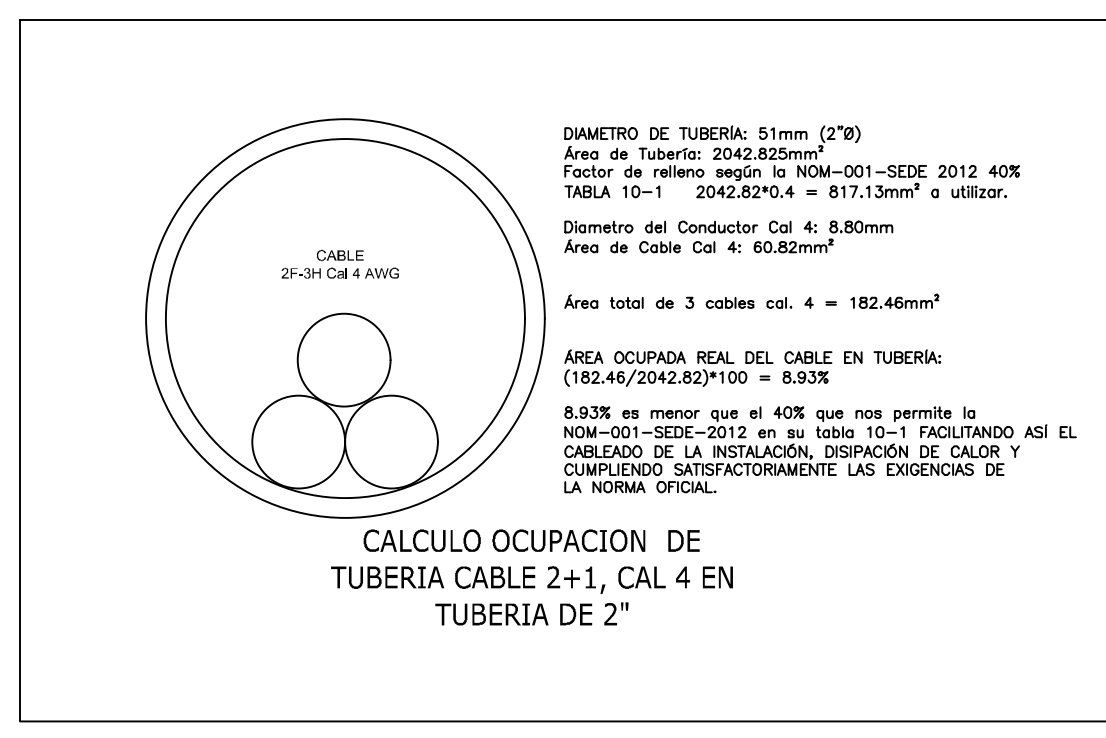 CABLE
2F-3H Cal 4 AWG
DIAMETRO DE TUBERÍA: 51mm (2"Ø)
Área de Tubería: 2042.825mm²
Factor de relleno según la NOM-001-SEDE 2012 40%
TABLA 10-1 2042.82*0.4 = 817.13mm² a utilizar.
Diametro del Conductor Cal 4: 8.80mm
Área de Cable Cal 4: 60.82mm²
Área total de 3 cables cal. 4 = 182.46mm²
ÁREA OCUPADA REAL DEL CABLE EN TUBERÍA:
(182.46/2042.82)*100 = 8.93%
8.93% es menor que el 40% que nos permite la
NOM-001-SEDE-2012 en su tabla 10-1 FACILITANDO ASÍ EL
CABLEADO DE LA INSTALACIÓN, DISIPACIÓN DE CALOR Y
CUMPLIENDO SATISFACTORIAMENTE LAS EXIGENCIAS DE
LA NORMA OFICIAL.
CALCULO OCUPACION DE
TUBERIA CABLE 2+1, CAL 4 EN
TUBERIA DE 2"